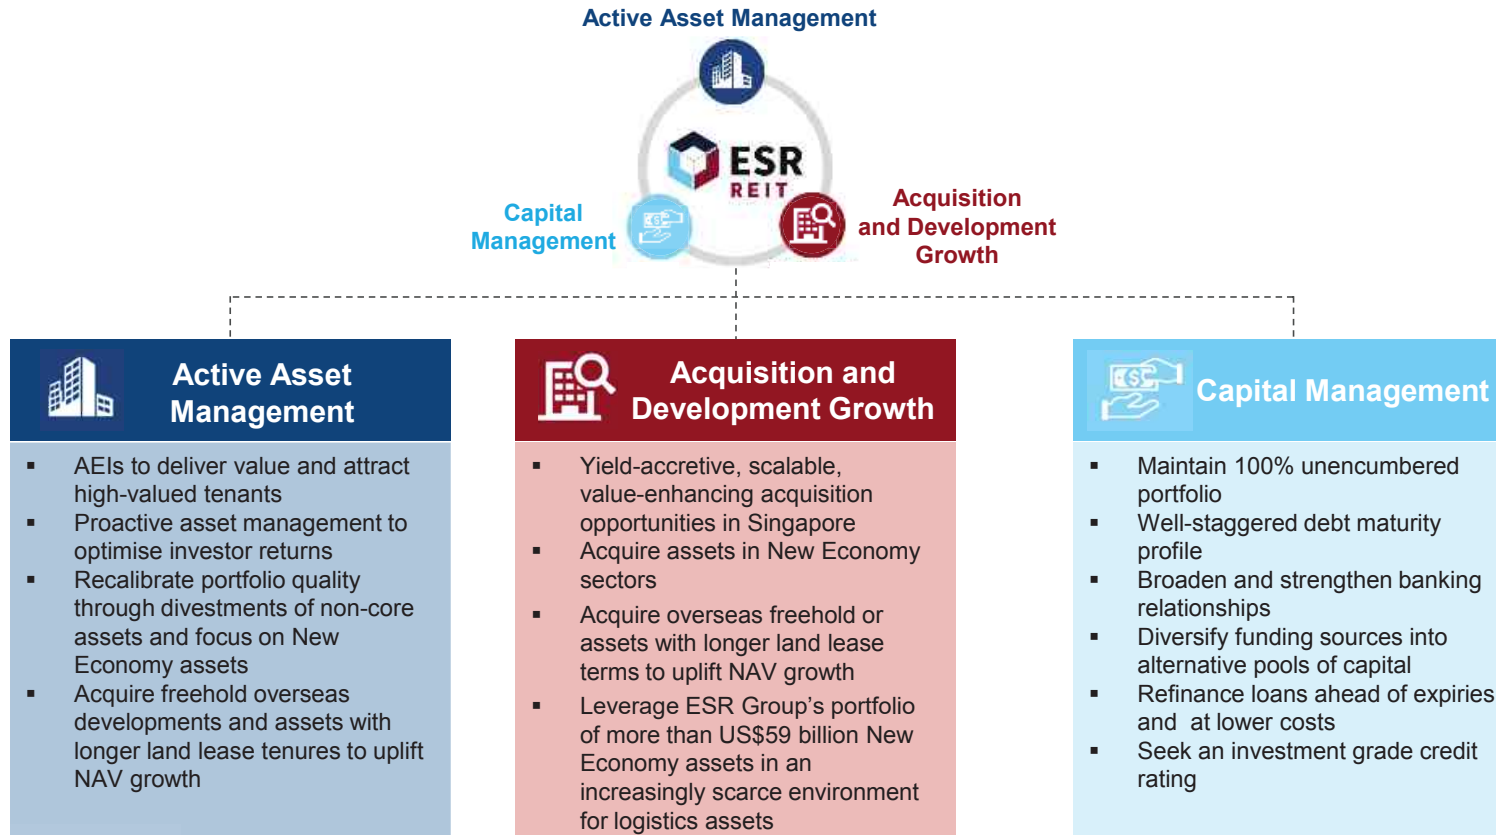 Active Asset Management
ESR
REIT
Capital
Management
Acquisition
and Development
Growth
Active Asset
Management
▪ AEIs to deliver value and attract
high-valued tenants
▪ Proactive asset management to
optimise investor returns
▪ Recalibrate portfolio quality
through divestments of non-core
assets and focus on New
Economy assets
▪ Acquire freehold overseas
developments and assets with
longer land lease tenures to uplift
NAV growth
Acquisition and
Development Growth
▪ Yield-accretive, scalable,
value-enhancing acquisition
opportunities in Singapore
▪ Acquire assets in New Economy
sectors
▪ Acquire overseas freehold or
assets with longer land lease
terms to uplift NAV growth
▪ Leverage ESR Group’s portfolio
of more than US$59 billion New
Economy assets in an
increasingly scarce environment
for logistics assets
Capital Management
▪ Maintain 100% unencumbered
portfolio
▪ Well-staggered debt maturity
profile
▪ Broaden and strengthen banking
relationships
▪ Diversify funding sources into
alternative pools of capital
▪ Refinance loans ahead of expiries
and at lower costs
▪ Seek an investment grade credit
rating